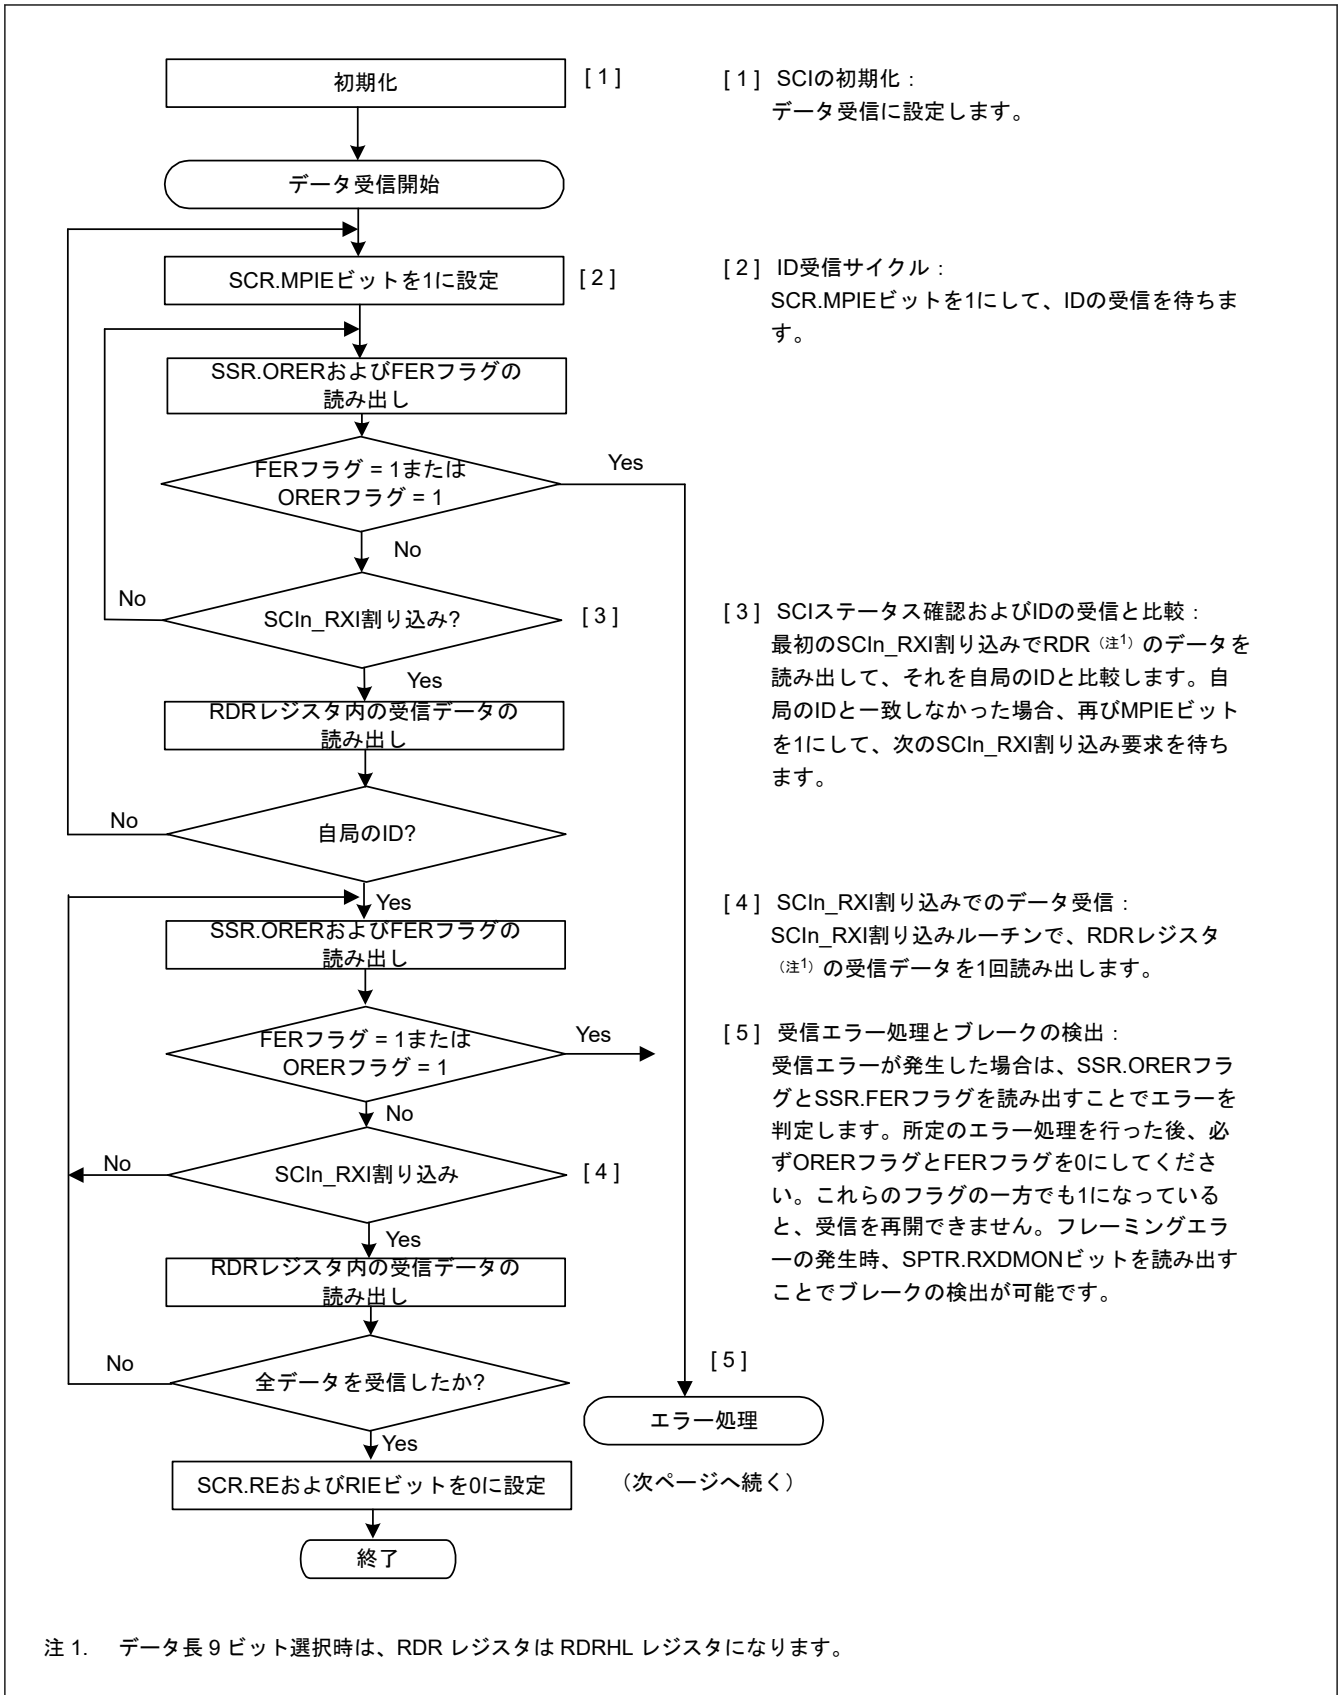 初期化
[ 1 ]
データ受信開始
SCR.MPIEビットを1に設定
[ 2 ]
SSR.ORERおよびFERフラグの
読み出し
FERフラグ = 1または
ORERフラグ = 1
Yes
No
SCIn_RXI割り込み?
No
[ 3 ]
Yes
RDRレジスタ内の受信データの
読み出し
自局のID?
No
Yes
SSR.ORERおよびFERフラグの
読み出し
FERフラグ = 1または
ORERフラグ = 1
Yes
No
SCIn_RXI割り込み
No
[ 4 ]
Yes
RDRレジスタ内の受信データの
読み出し
全データを受信したか?
No
Yes
SCR.REおよびRIEビットを0に設定
終了
[ 5 ]
エラー処理
（次ページへ続く）
[ 1 ] SCIの初期化：
データ受信に設定します。
[ 2 ] ID受信サイクル：
SCR.MPIEビットを1にして、IDの受信を待ちま
す。
[ 3 ] SCIステータス確認およびIDの受信と比較：
最初のSCIn_RXI割り込みでRDR（注1）のデータを
読み出して、それを自局のIDと比較します。自
局のIDと一致しなかった場合、再びMPIEビット
を1にして、次のSCIn_RXI割り込み要求を待ち
ます。
[ 4 ] SCIn_RXI割り込みでのデータ受信：
SCIn_RXI割り込みルーチンで、RDRレジスタ
（注1）の受信データを1回読み出します。
[ 5 ] 受信エラー処理とブレークの検出：
受信エラーが発生した場合は、SSR.ORERフラ
グとSSR.FERフラグを読み出すことでエラーを
判定します。所定のエラー処理を行った後、必
ずORERフラグとFERフラグを0にしてくださ
い。これらのフラグの一方でも1になっている
と、受信を再開できません。フレーミングエラ
ーの発生時、SPTR.RXDMONビットを読み出す
ことでブレークの検出が可能です。
注 1. データ長 9 ビット選択時は、RDR レジスタは RDRHL レジスタになります。